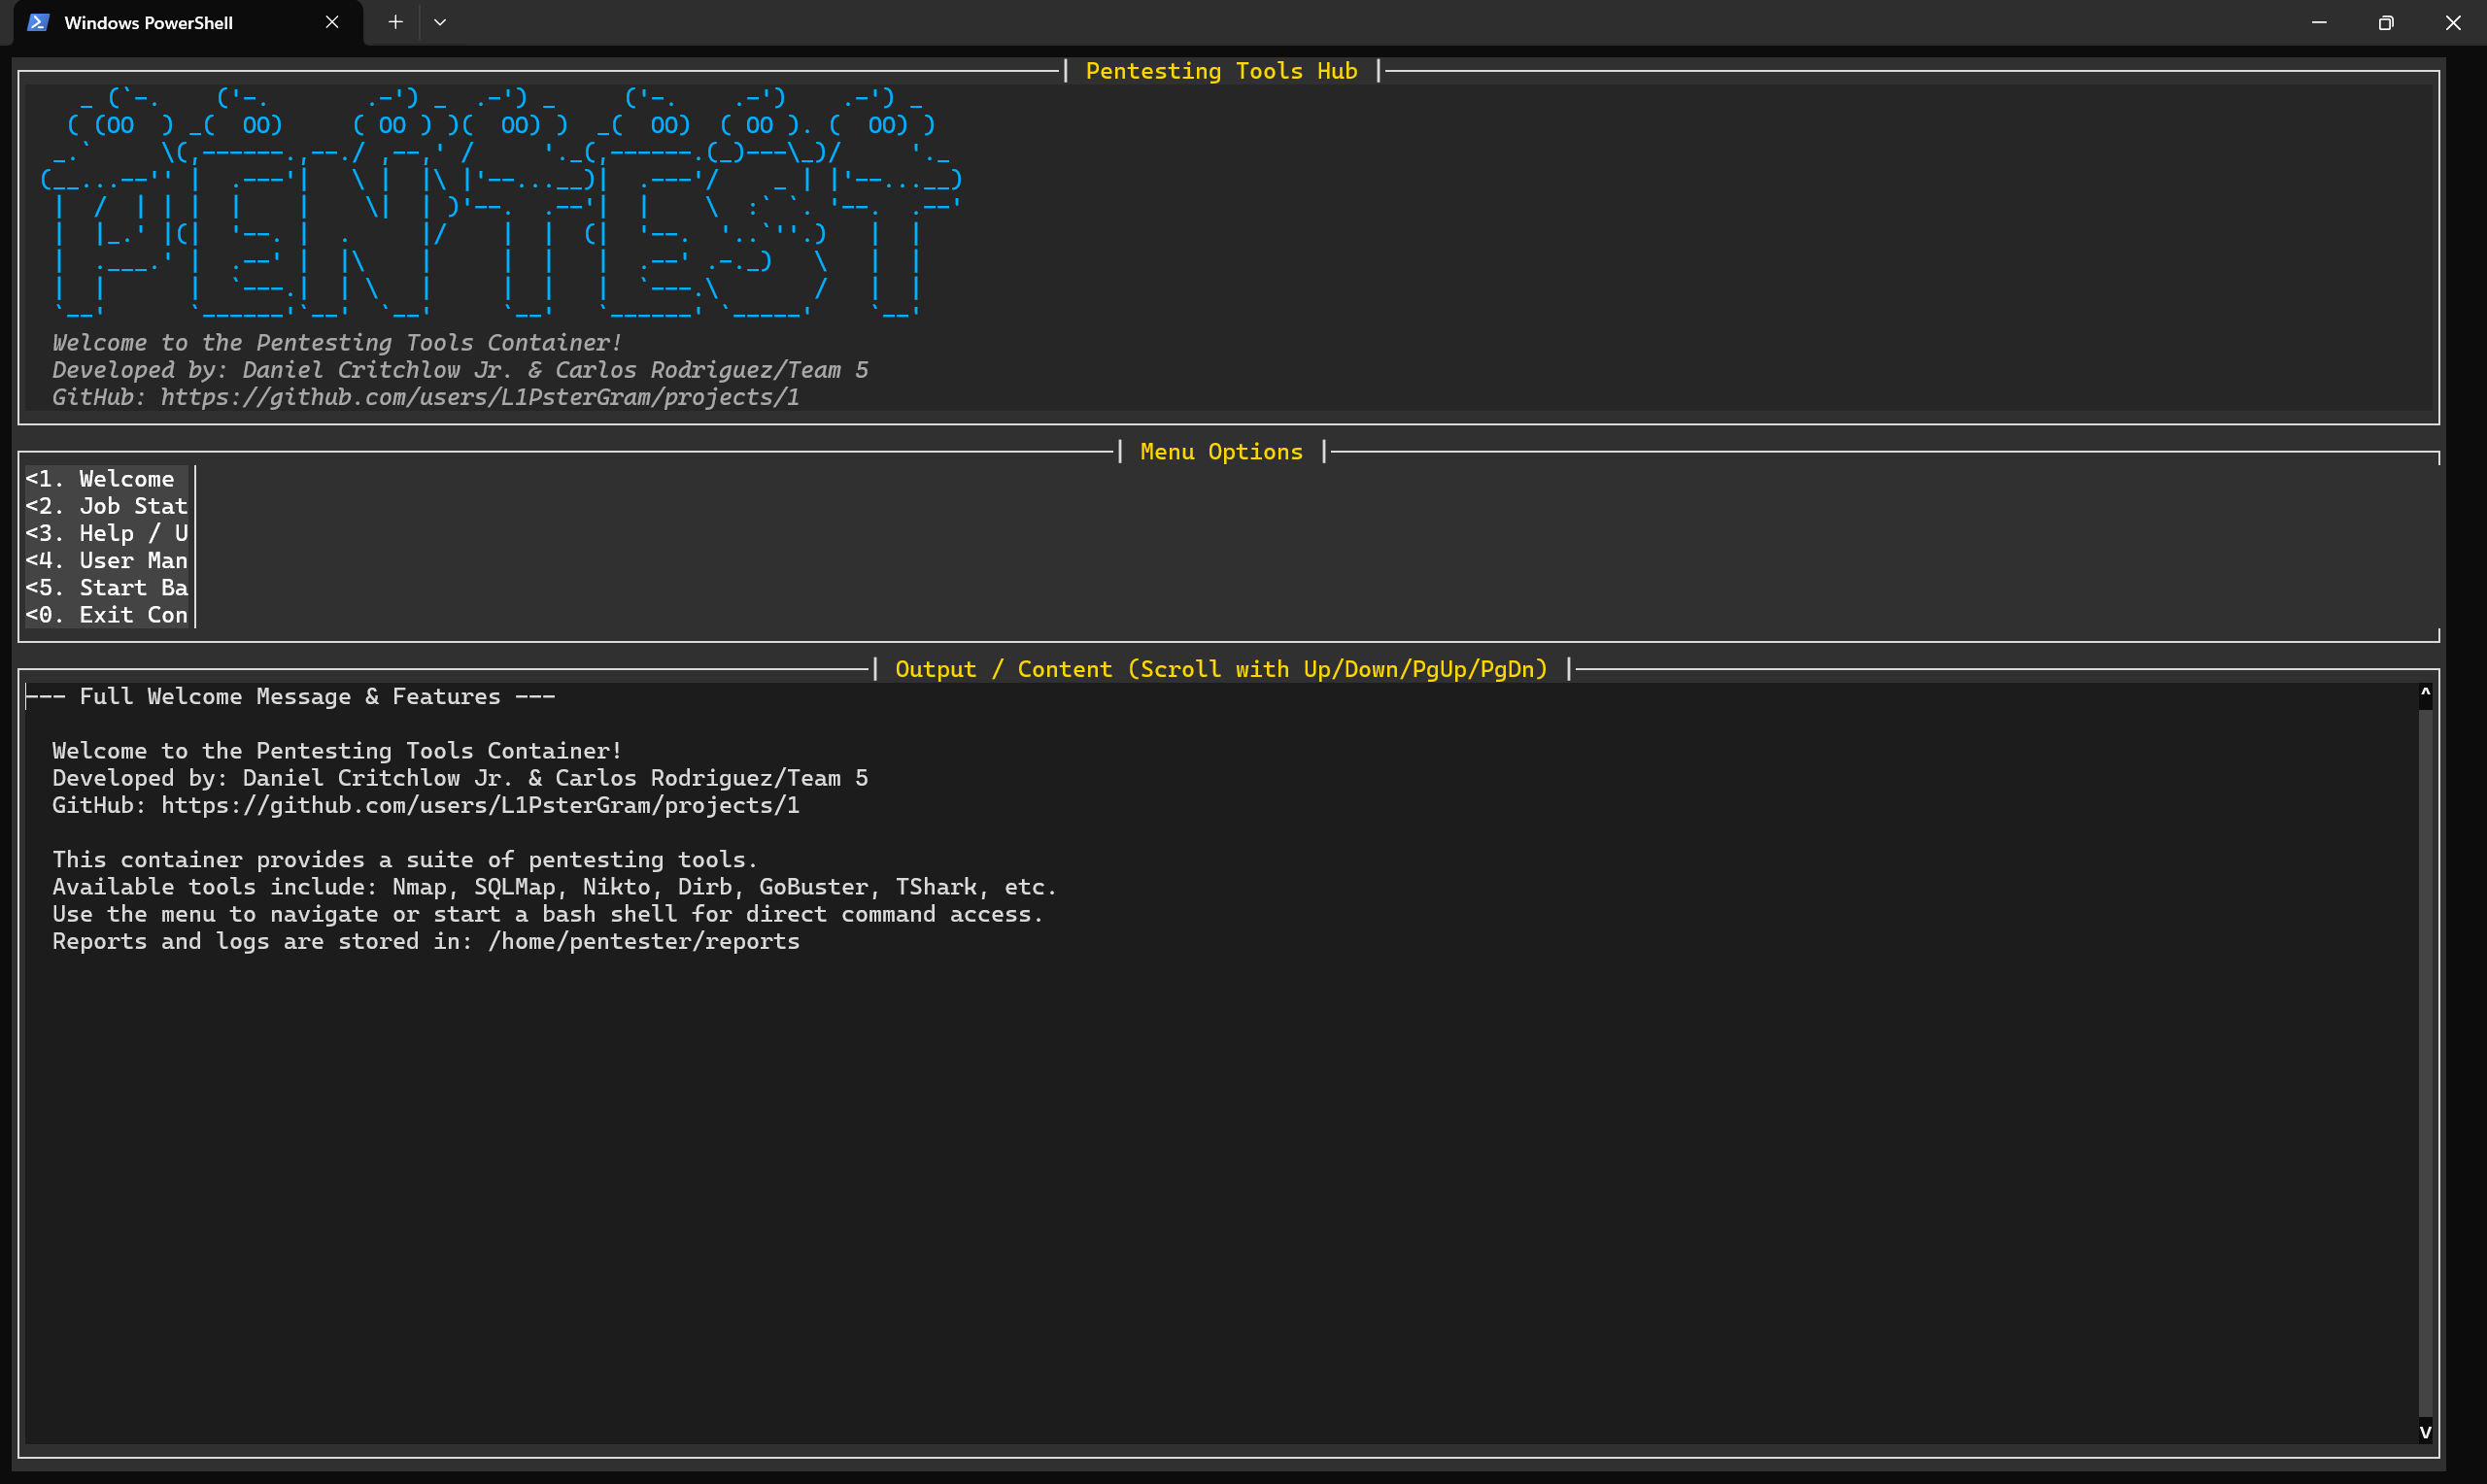 Windows PowerShell
Pentesting Tools Hub
Welcome to the Pentesting Tools Container!
Developed by: Daniel Critchlow Jr. & Carlos Rodriguez/Team 5
GitHub: https://github.com/users/L1PsterGram/projects/1
Menu Options
<1. Welcome
<2. Job Stat
<3. Help / U
<4. User Man
<5. Start Ba
<0. Exit Con
Output / Content (Scroll with Up/Down/PgUp/PgDn)
--- Full Welcome Message & Features ---
Welcome to the Pentesting Tools Container!
Developed by: Daniel Critchlow Jr. & Carlos Rodriguez/Team 5
GitHub: https://github.com/users/L1PsterGram/projects/1
This container provides a suite of pentesting tools.
Available tools include: Nmap, SQLMap, Nikto, Dirb, GoBuster, TShark, etc.
Use the menu to navigate or start a bash shell for direct command access.
Reports and logs are stored in: /home/pentester/reports